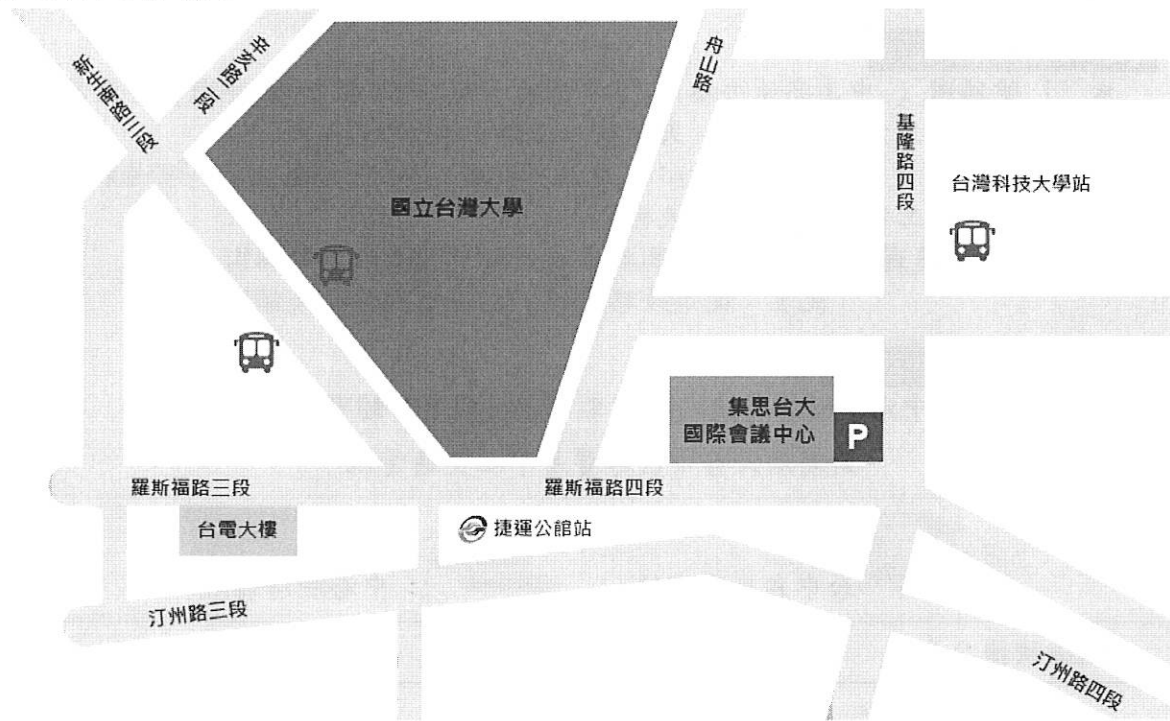 新生南路三段
辛亥路二段
舟山路
基隆路四段
國立台灣大學
台灣科技大學站
集思台大
國際會議中心
P
羅斯福路三段
羅斯福路四段
台電大樓
捷運公館站
汀州路三段
汀州路四段